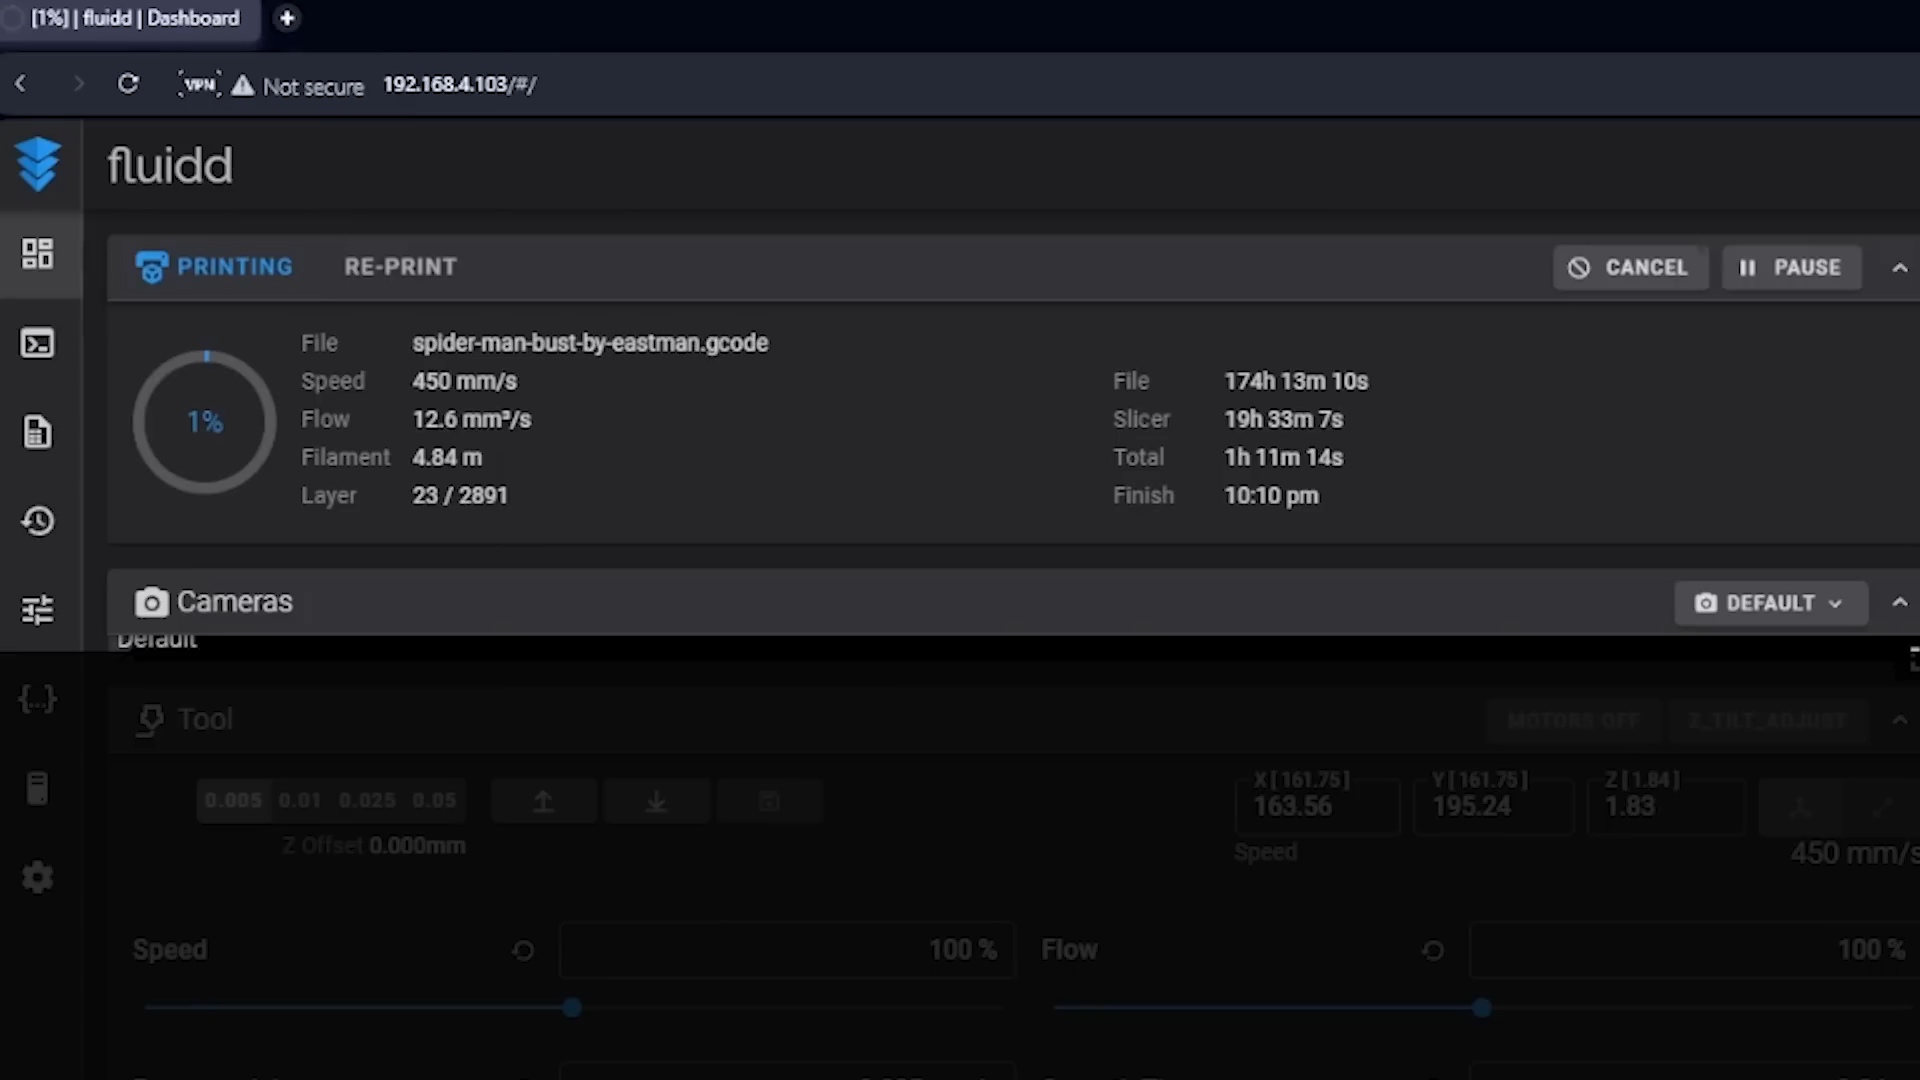 [1%] | fluidd | Dashboard
VPN Not secure 192.168.4.103/#/
fluidd
PRINTING RE-PRINT CANCEL PAUSE
1%
File spider-man-bust-by-eastman.gcode
Speed 450 mm/s File 174h 13m 10s
Flow 12.6 mm³/s Slicer 19h 33m 7s
Filament 4.84 m Total 1h 11m 14s
Layer 23 / 2891 Finish 10:10 pm
Cameras DEFAULT
Default
Tool MOTORS OFF Z_TILT_ADJUST
X [ 161.75 ] Y [ 161.75 ] Z [ 1.84 ]
0.005 0.01 0.025 0.05 163.56 195.24 1.83
Z Offset 0.000mm Speed 450 mm/s
Speed 100 % Flow 100 %